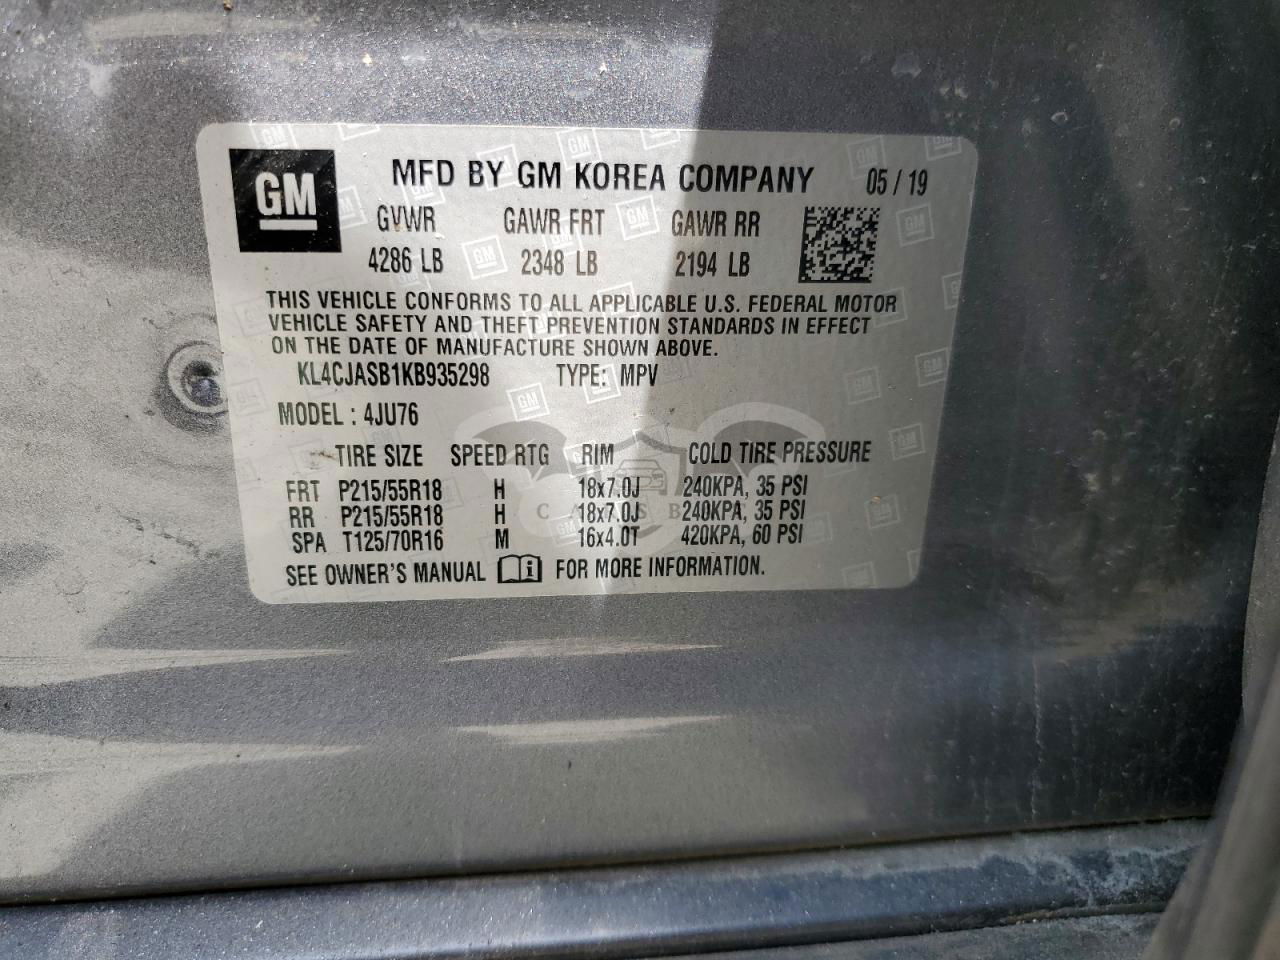 GM MFD BY GM KOREA COMPANY 05 / 19
GVWR GAWR FRT GAWR RR
4286 LB 2348 LB 2194 LB
THIS VEHICLE CONFORMS TO ALL APPLICABLE U.S. FEDERAL MOTOR
VEHICLE SAFETY AND THEFT PREVENTION STANDARDS IN EFFECT
ON THE DATE OF MANUFACTURE SHOWN ABOVE.
KL4CJASB1KB935298 TYPE: MPV
MODEL : 4JU76
TIRE SIZE SPEED RTG RIM COLD TIRE PRESSURE
FRT P215/55R18 H 18x7.0J 240KPA, 35 PSI
RR P215/55R18 H 18x7.0J 240KPA, 35 PSI
SPA T125/70R16 M 16x4.0T 420KPA, 60 PSI
SEE OWNER'S MANUAL FOR MORE INFORMATION.